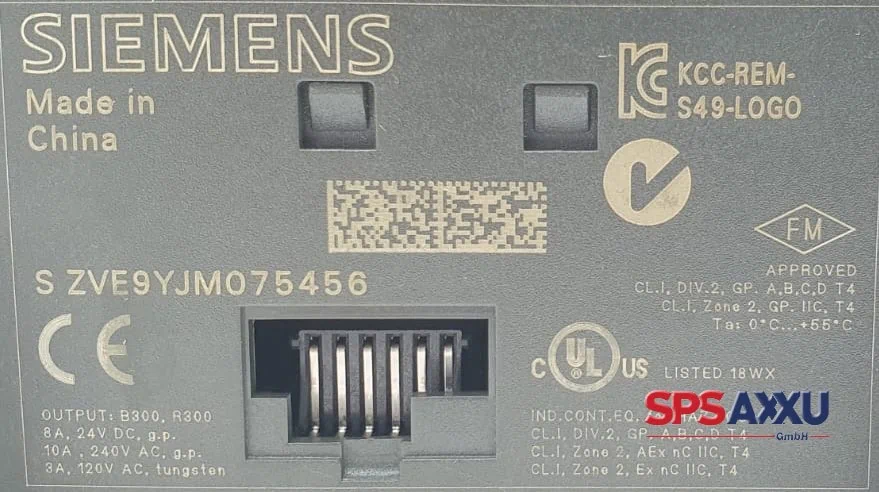 SIEMENS
Made in
China
KCC-REM-
S49-LOGO
FM
APPROVED
CL.I, DIV.2, GP. A,B,C,D T4
CL.I, Zone 2, GP. IIC, T4
Ta: 0°C...+55°C
S ZVE9YJM075456
CE
C UL US LISTED 18WX
®
OUTPUT: B300, R300
8A, 24V DC, g.p.
10A , 240V AC, g.p.
3A, 120V AC, tungsten
IND.CONT.EQ.
CL.I, DIV.2, GP. A,B,C,D T4
CL.I, Zone 2, AEx nC IIC, T4
CL.I, Zone 2, Ex nC IIC, T4
SPSAXXU
GmbH